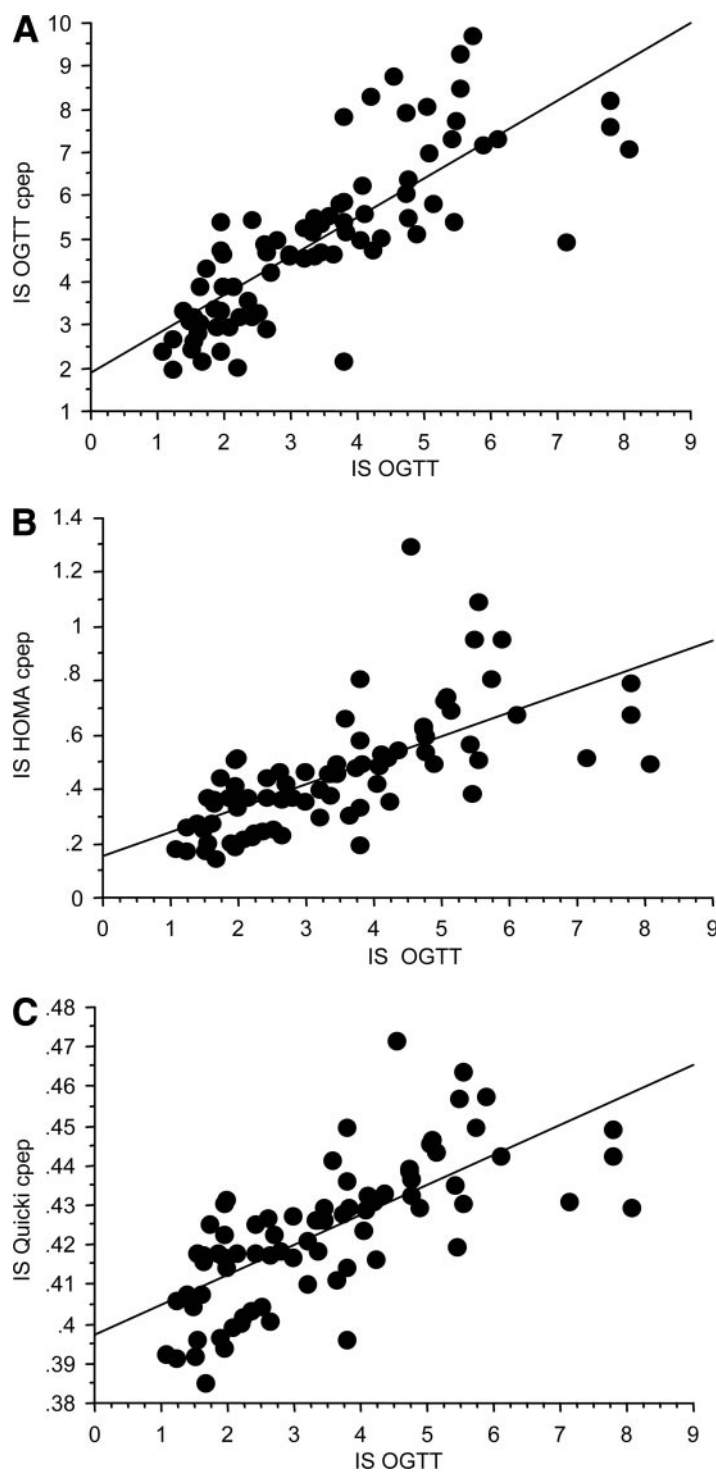 A
10
9
8
7
6
5
4
3
2
1
IS OGTT cpep
0 1 2 3 4 5 6 7 8 9
IS OGTT
B
1.4
1.2
1
.8
.6
.4
.2
0
IS HOMA cpep
0 1 2 3 4 5 6 7 8 9
IS OGTT
C
.48
.47
.46
.45
.44
.43
.42
.41
.4
.39
.38
IS Quicki cpep
0 1 2 3 4 5 6 7 8 9
IS OGTT